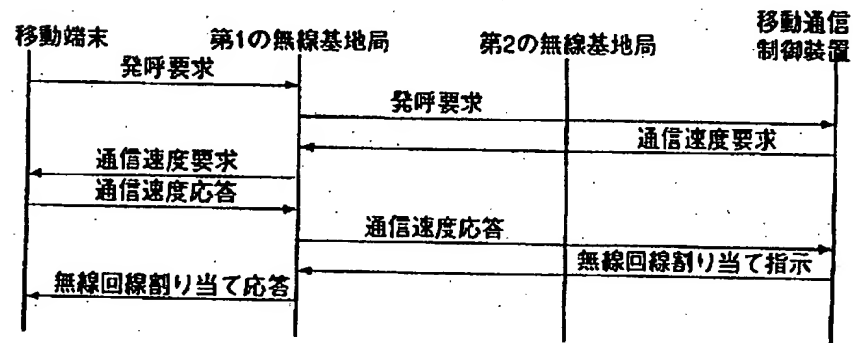 移動端末
第1の無線基地局
第2の無線基地局
移動通信
制御装置
発呼要求
発呼要求
通信速度要求
通信速度要求
通信速度応答
通信速度応答
無線回線割り当て指示
無線回線割り当て応答